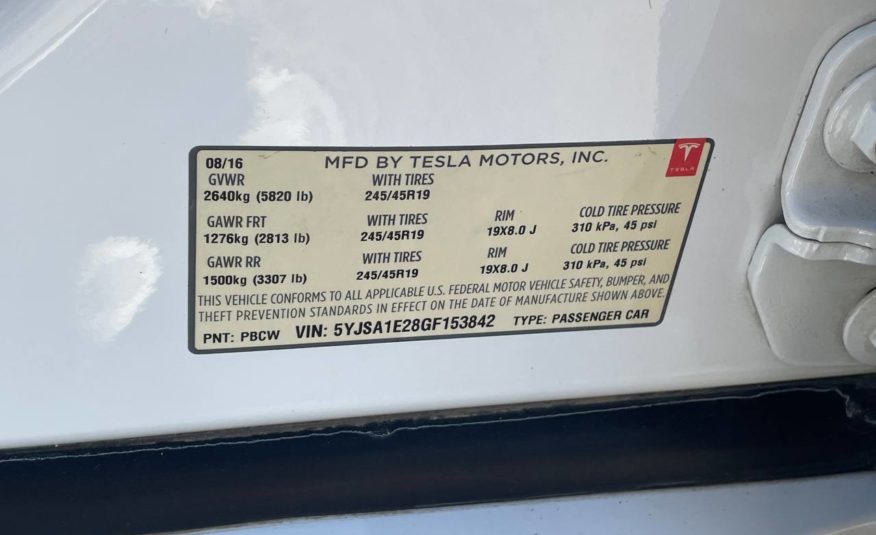 08/16 MFD BY TESLA MOTORS, INC.
TESLA
GVWR WITH TIRES
2640kg (5820 lb) 245/45R19
GAWR FRT WITH TIRES RIM COLD TIRE PRESSURE
1276kg (2813 lb) 245/45R19 19X8.0 J 310 kPa, 45 psi
GAWR RR WITH TIRES RIM COLD TIRE PRESSURE
1500kg (3307 lb) 245/45R19 19X8.0 J 310 kPa, 45 psi
THIS VEHICLE CONFORMS TO ALL APPLICABLE U.S. FEDERAL MOTOR VEHICLE SAFETY, BUMPER, AND
THEFT PREVENTION STANDARDS IN EFFECT ON THE DATE OF MANUFACTURE SHOWN ABOVE.
PNT: PBCW VIN: 5YJSA1E28GF153842 TYPE: PASSENGER CAR